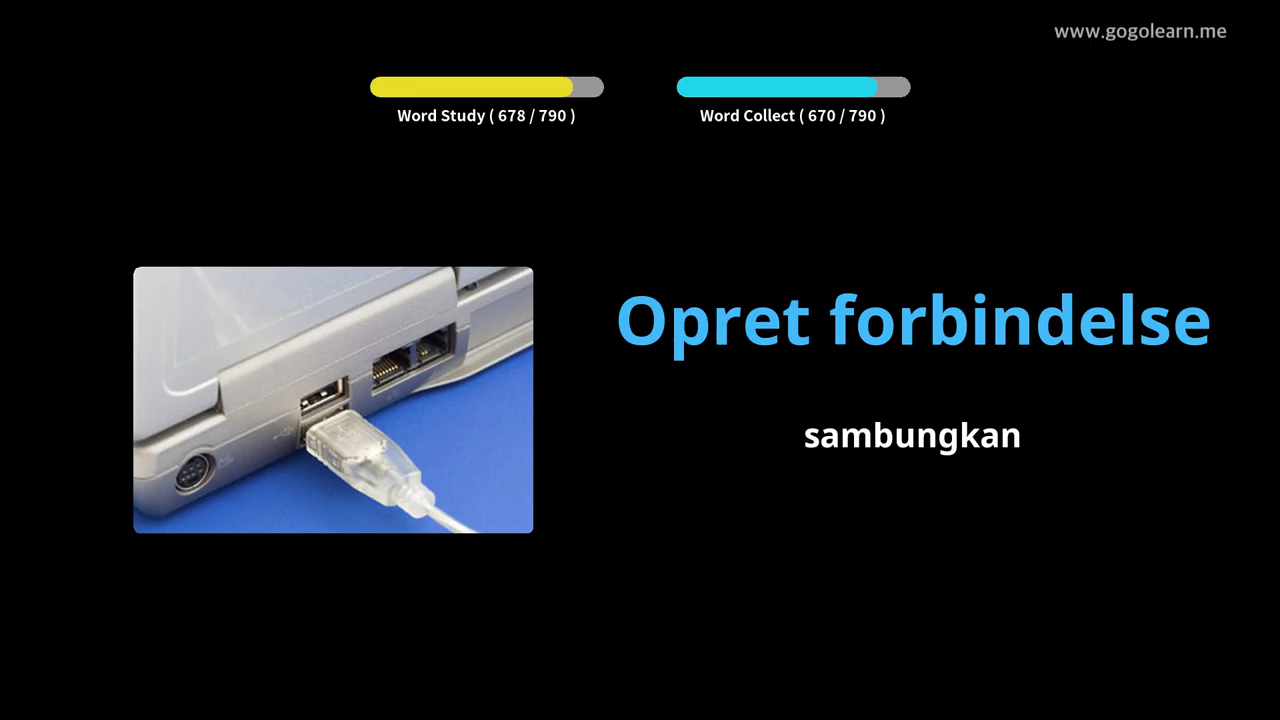 www.gogolearn.me
Word Study ( 678 / 790 )
Word Collect ( 670 / 790 )
Opret forbindelse
sambungkan